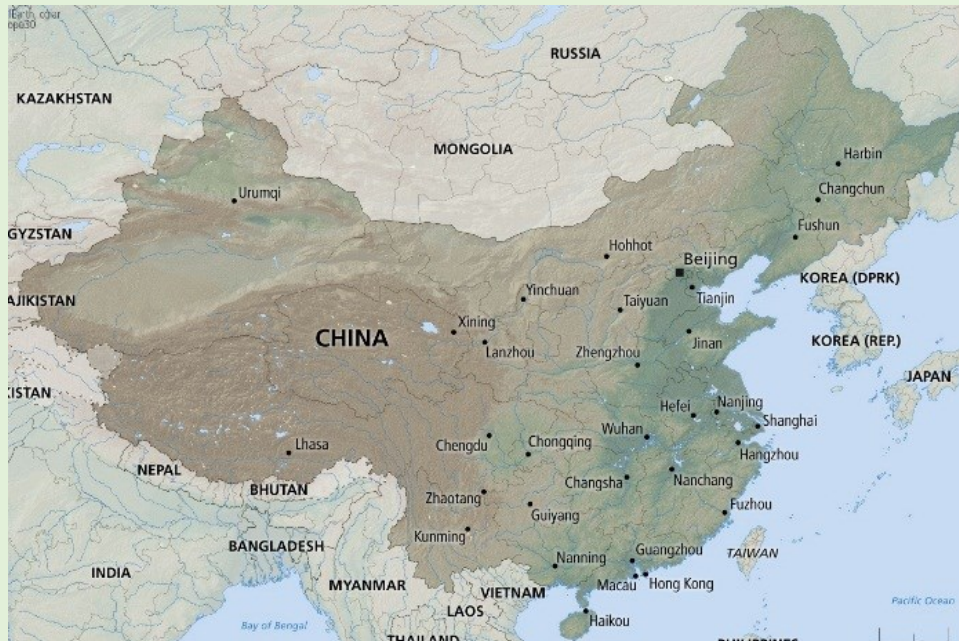 RUSSIA
KAZAKHSTAN
MONGOLIA
Harbin
Changchun
Urumqi
Fushun
GYZSTAN
Hohhot
Beijing
KOREA (DPRK)
AJIKISTAN
Yinchuan
Taiyuan
Tianjin
Xining
CHINA
Lanzhou
Zhengzhou
Jinan
KOREA (REP.)
JAPAN
KISTAN
Hefei
Nanjing
Shanghai
Wuhan
Chengdu
Chongqing
Lhasa
Hangzhou
NEPAL
Changsha
Nanchang
BHUTAN
Zhaotang
Guiyang
Fuzhou
Kunming
BANGLADESH
Nanning
Guangzhou
TAIWAN
INDIA
MYANMAR
VIETNAM
Macau
Hong Kong
LAOS
Haikou
Pacific Ocean
Bay of Bengal
THAILAND
PHILIPPINES